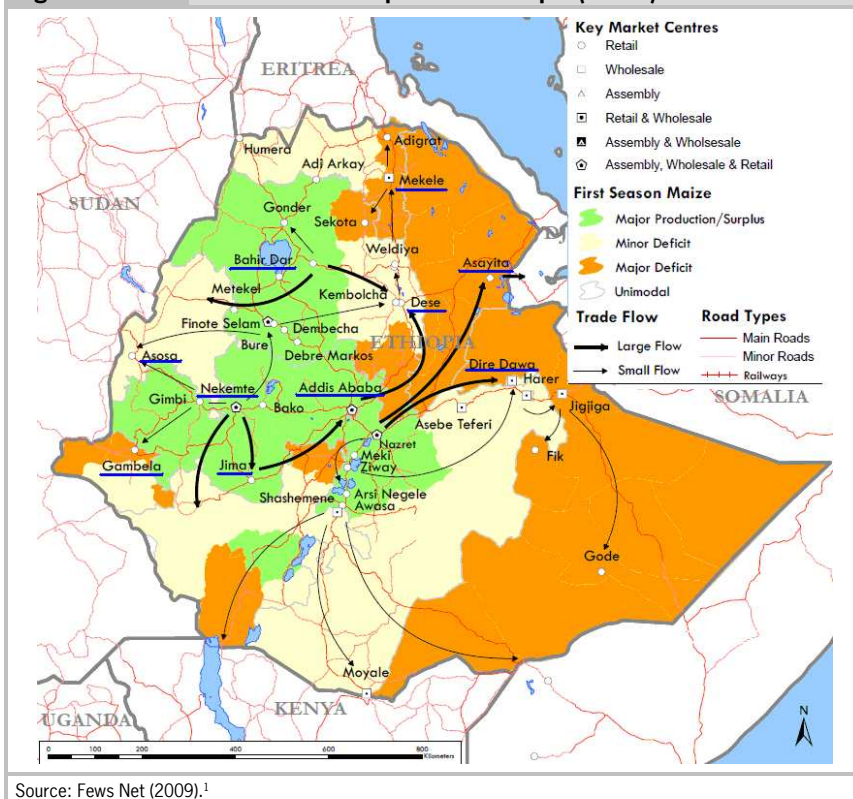 Key Market Centres
Retail
Wholesale
Assembly
Retail & Wholesale
Assembly & Wholsesale
Assembly, Wholesale & Retail
First Season Maize
Major Production/Surplus
Minor Deficit
Major Deficit
Unimodal
Trade Flow
Road Types
Large Flow
Small Flow
Main Roads
Minor Roads
Railways
ERITREA
SUDAN
Humera
Adigrat
Adi Arkay
Mekele
Gonder
Sekota
Weldiya
Bahir Dar
Asayita
DJ
Metekel
Kembolcha
Dese
Finote Selam
Dembecha
ETHIOPIA
Bure
Debre Markos
Asosa
Dire Dawa
Nekemte
Addis Ababa
Harer
SOMALIA
Gimbi
Bako
Jigjiga
Asebe Teferi
Nazret
Meki
Ziway
Fik
Gambela
Jima
Shashemene
Arsi Negele
Awasa
Gode
Moyale
KENYA
UGANDA
N
0 100 200 400 600 800
Kilometers
Source: Fews Net (2009).1